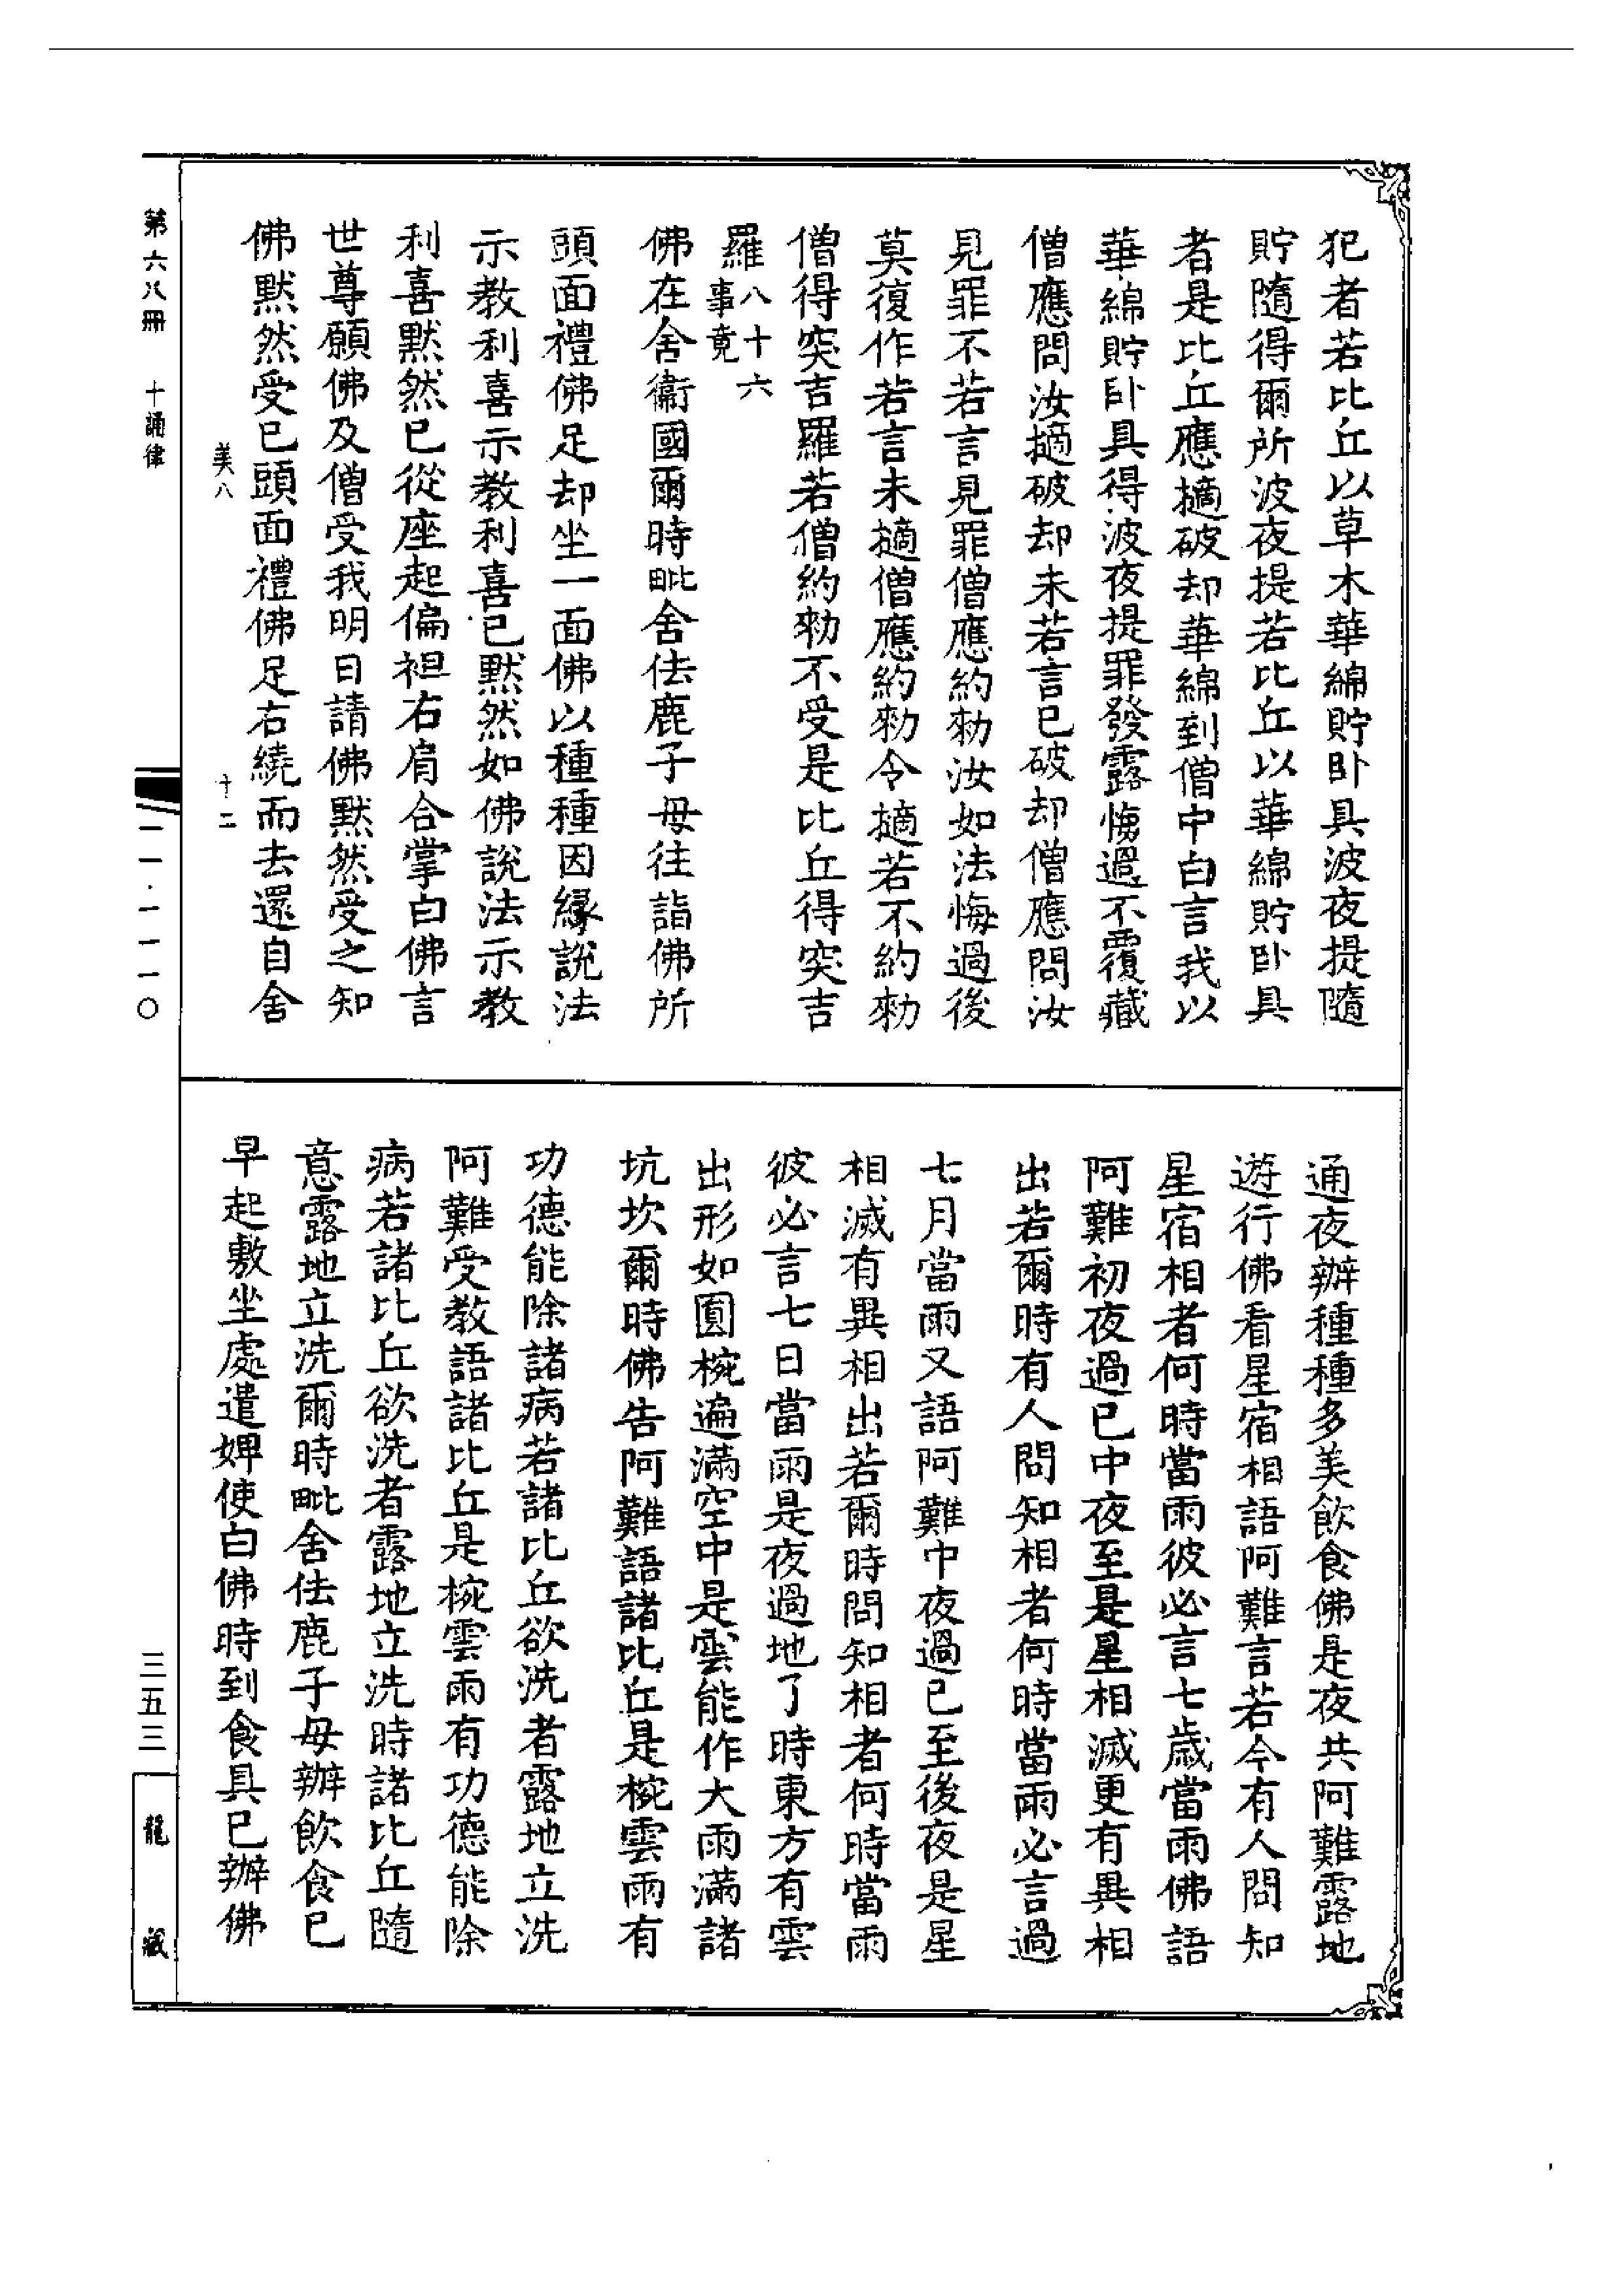 犯者若比丘以草木華綿貯卧具波夜提隨
貯隨得爾所波夜提若比丘以華綿貯卧具
者是比丘應擿破却華綿到僧中白言我以
華綿貯卧具得波夜提罪發露悔過不覆藏
僧應問汝擿破却未若言已破却僧應問汝
見罪不若言見罪僧應約勑汝如法悔過後
莫復作若言未擿僧應約勑令擿若不約勑
僧得突吉羅若僧約勑不受是比丘得突吉
羅八十六事竟
佛在舍衞國爾時毗舍佉鹿子母往詣佛所
頭面禮佛足却坐一面佛以種種因緣說法
示教利喜示教利喜已默然如佛說法示教
利喜默然已從座起偏袒右肩合掌白佛言
世尊願佛及僧受我明日請佛默然受之知
佛默然受已頭面禮佛足右繞而去還自舍
美八
十二
通夜辦種種多美飲食佛是夜共阿難露地
遊行佛看星宿相語阿難言若今有人問知
星宿相者何時當雨彼必言七歲當雨佛語
阿難初夜過已中夜至是星相滅更有異相
出若爾時有人問知相者何時當雨必言過
七月當雨又語阿難中夜過已至後夜是星
相滅有異相出若爾時問知相者何時當雨
彼必言七日當雨是夜過地了時東方有雲
出形如圓椀遍滿空中是雲能作大雨滿諸
坑坎爾時佛告阿難語諸比丘是椀雲雨有
功德能除諸病若諸比丘欲洗者露地立洗
阿難受教語諸比丘是椀雲雨有功德能除
病若諸比丘欲洗者露地立洗時諸比丘隨
意露地立洗爾時毗舍佉鹿子母辦飲食已
早起敷坐處遣婢使白佛時到食具已辦佛
第六八冊 十誦律
一一·一一一〇
三五三
龍藏